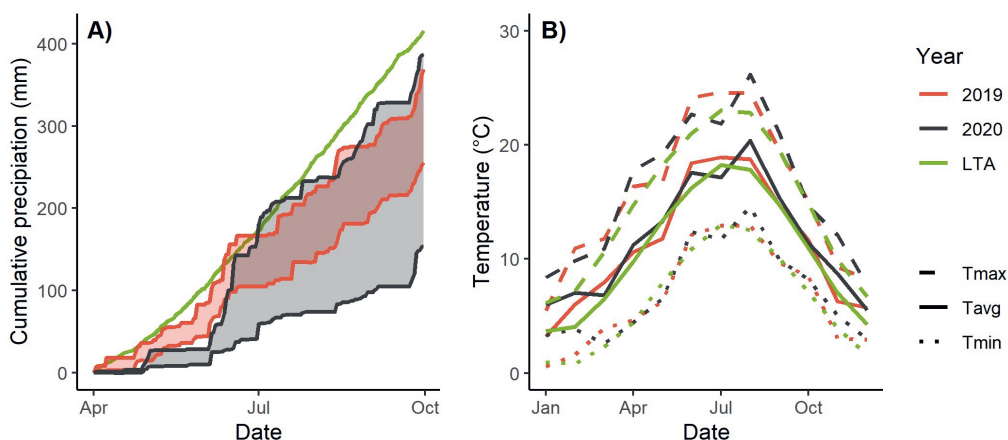 A)
Cumulative precipiation (mm)
400
300
200
100
0
Apr
Jul
Oct
Date
B)
Temperature (°C)
30
20
10
0
Jan
Apr
Jul
Oct
Date
Year
2019
2020
LTA
Tmax
Tavg
Tmin